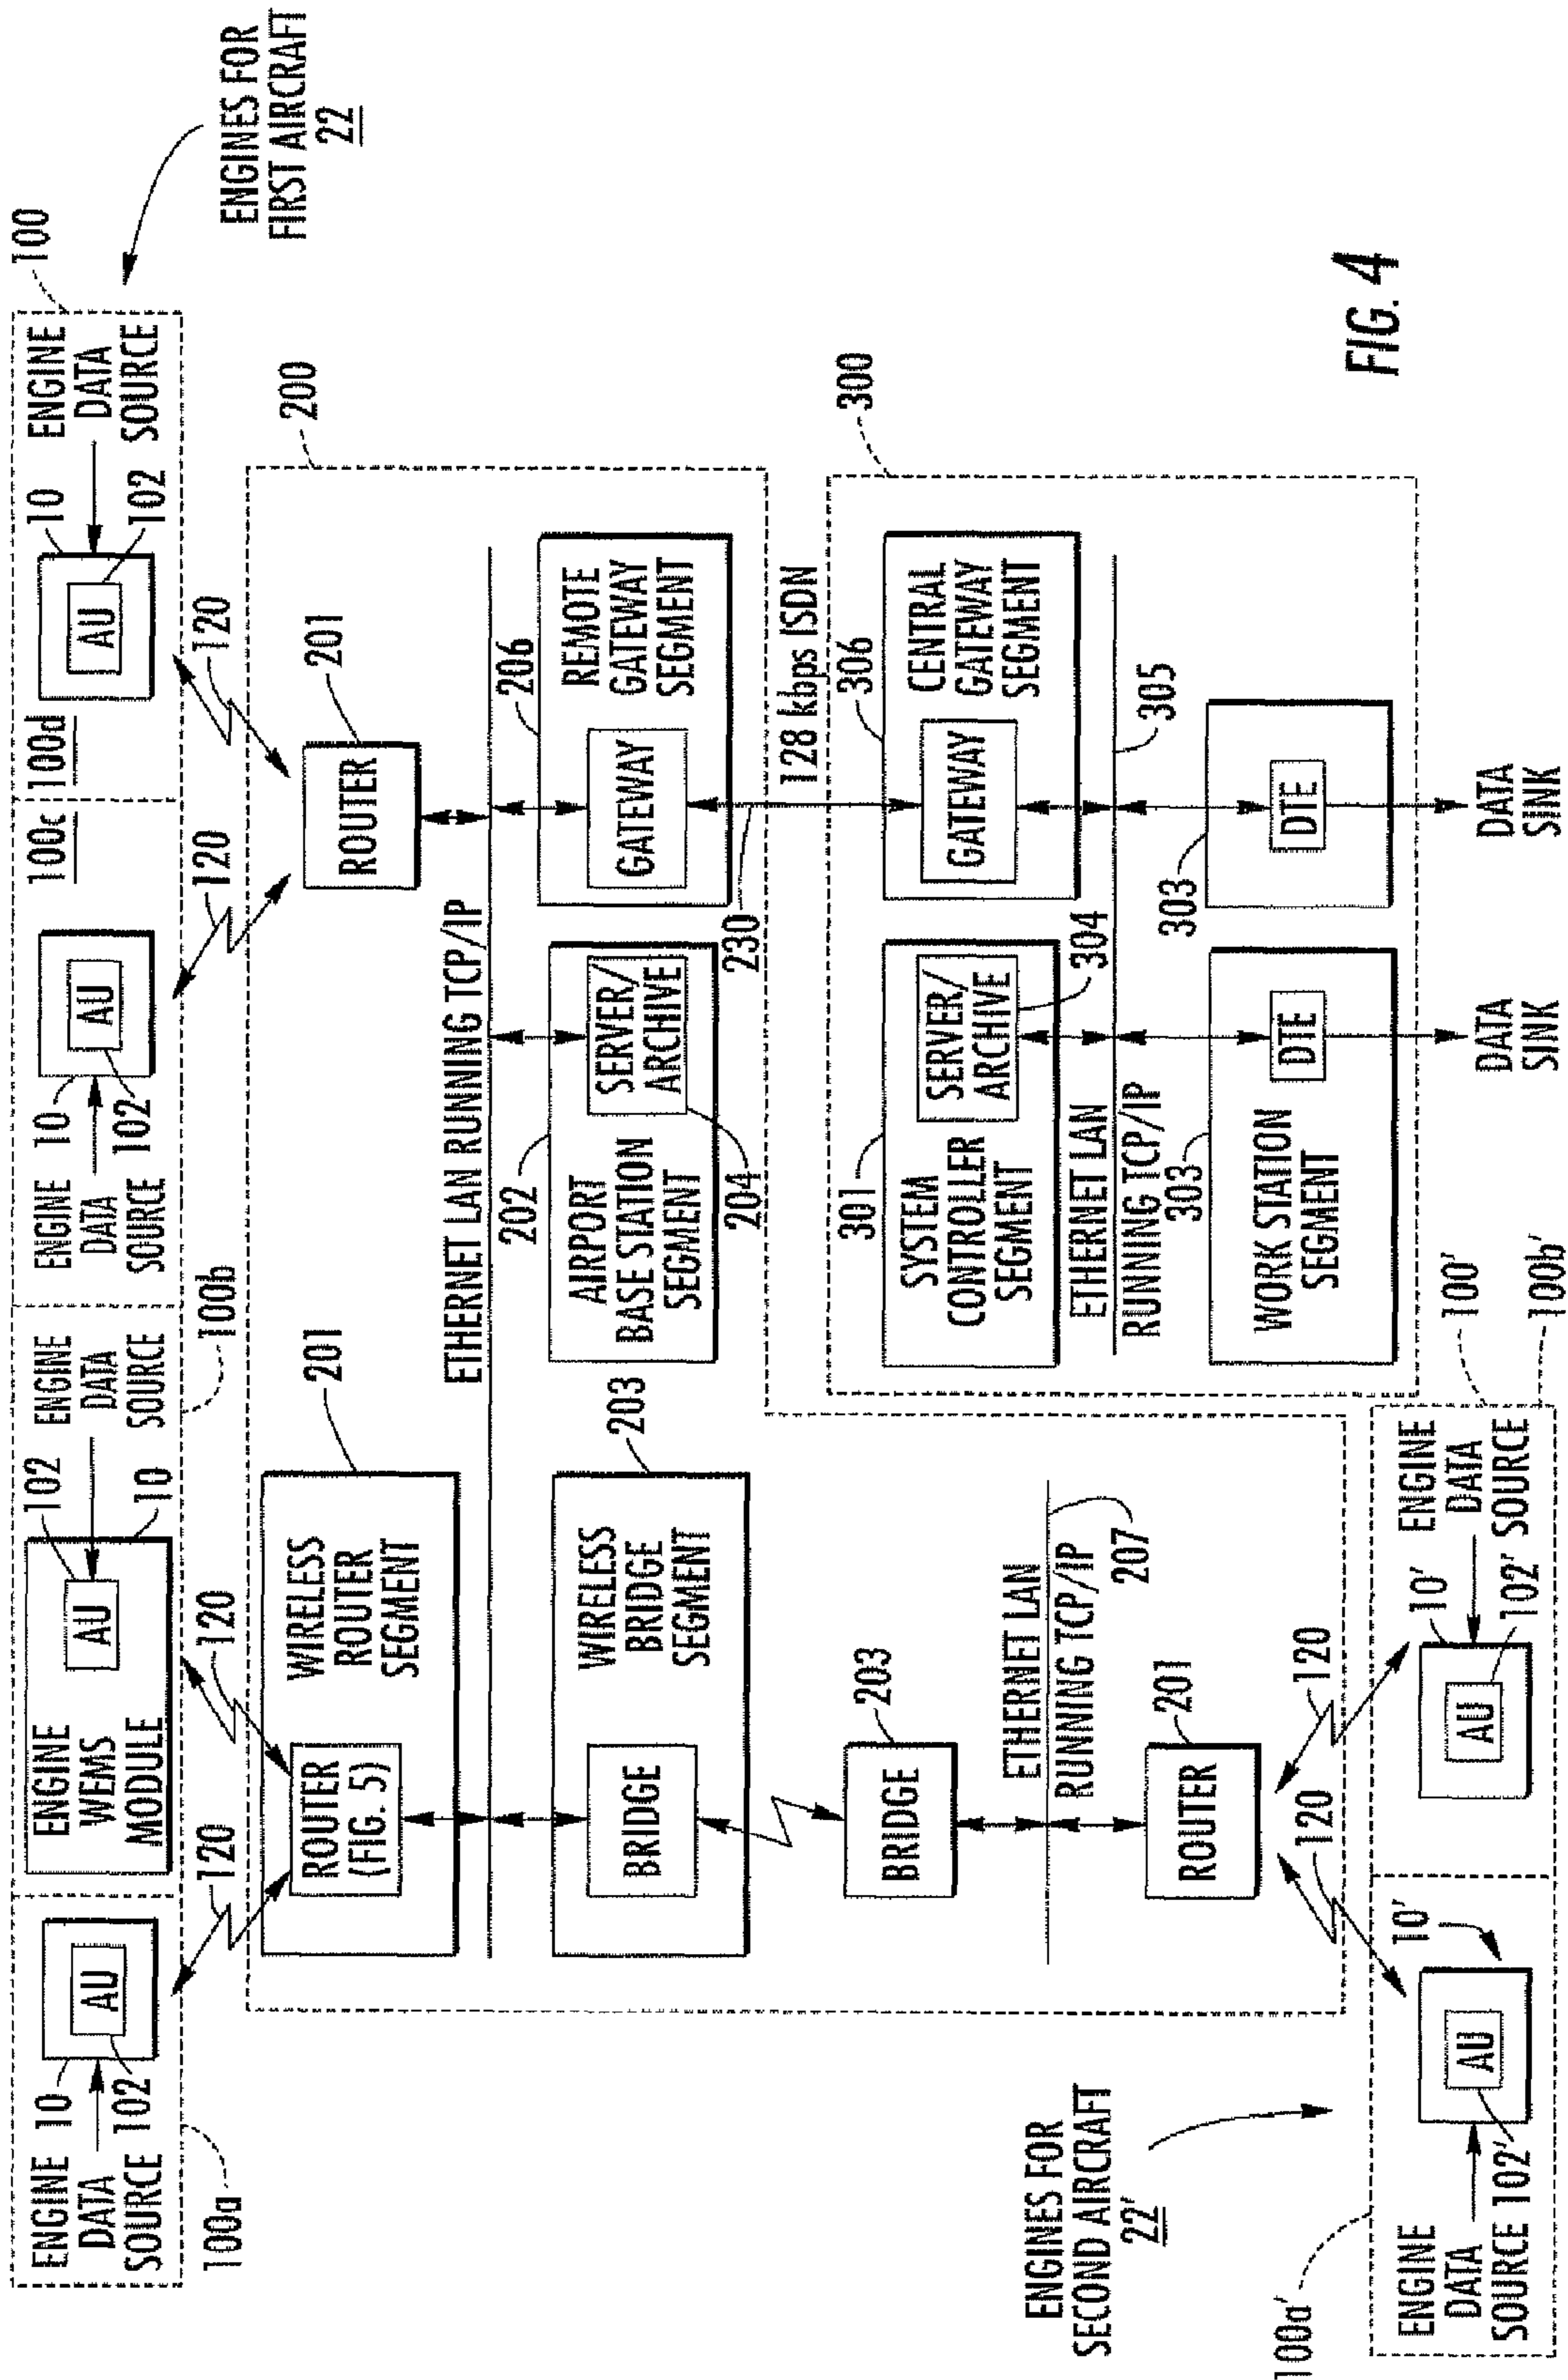 ENGINES FOR
FIRST AIRCRAFT
22
100
ENGINE
DATA
SOURCE
10
102
AU
100a
ENGINE
WEMS
MODULE
AU
102
10
ENGINE
DATA
SOURCE
100b
ENGINE
DATA
SOURCE
10
102
AU
100c
100d
AU
10
102
ENGINE
DATA
SOURCE
120
120
120
120
200
201
ROUTER
(FIG. 5)
WIRELESS
ROUTER
SEGMENT
201
ROUTER
ETHERNET LAN RUNNING TCP/IP
203
BRIDGE
WIRELESS
BRIDGE
SEGMENT
202
AIRPORT
BASE STATION
SEGMENT
SERVER/
ARCHIVE
204
206
REMOTE
GATEWAY
SEGMENT
GATEWAY
230
128 kbps ISDN
300
203
BRIDGE
301
SYSTEM
CONTROLLER
SEGMENT
SERVER/
ARCHIVE
304
306
CENTRAL
GATEWAY
SEGMENT
GATEWAY
ETHERNET LAN
RUNNING TCP/IP
207
ETHERNET LAN
RUNNING TCP/IP
305
201
ROUTER
303
WORK STATION
SEGMENT
DTE
303
DTE
DATA
SINK
DATA
SINK
120
120
ENGINES FOR
SECOND AIRCRAFT
22'
100a'
ENGINE
DATA
SOURCE
102'
AU
10'
AU
10'
102'
ENGINE
DATA
SOURCE
100'
100b'
FIG. 4